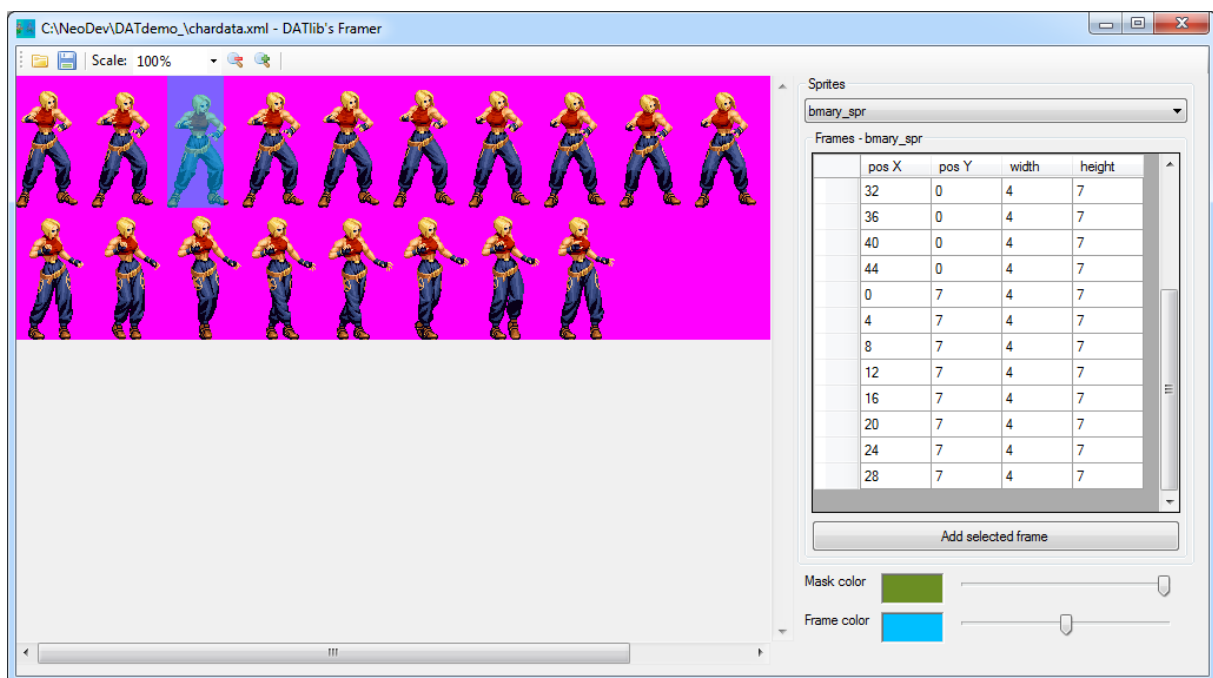 C:\NeoDev\DATdemo_\chardata.xml - DATlib's Framer
Scale: 100%
Sprites
bmary_spr
Frames - bmary_spr
pos X pos Y width height
32 0 4 7
36 0 4 7
40 0 4 7
44 0 4 7
0 7 4 7
4 7 4 7
8 7 4 7
12 7 4 7
16 7 4 7
20 7 4 7
24 7 4 7
28 7 4 7
Add selected frame
Mask color
Frame color